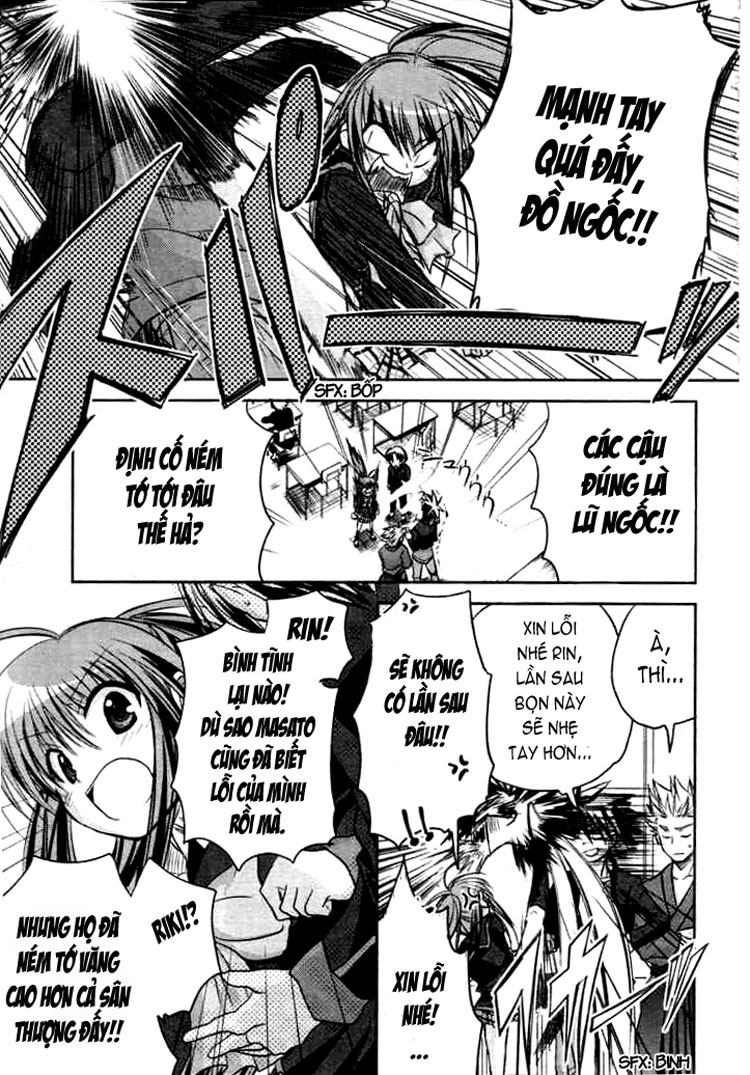 MẠNH TAY
QUÁ ĐẤY,
ĐỒ NGỐC!!
SFX: BỐP
CÁC CẬU
ĐÚNG LÀ
LŨ NGỐC!!
ĐỊNH CỐ NÉM
TỚ TỚI ĐÂU
THẾ HẢ?
À,
THÌ...
XIN LỖI
NHÉ RIN,
LẦN SAU
BỌN NÀY
SẼ NHẸ
TAY HƠN...
SẼ KHÔNG
CÓ LẦN SAU
ĐÂU!!
XIN LỖI
NHÉ!
...
SFX: BINH
RIN!
BÌNH TĨNH
LẠI NÀO!
DÙ SAO MASATO
CŨNG ĐÃ BIẾT
LỖI CỦA MÌNH
RỒI MÀ.
RIKI!?
NHƯNG HỌ ĐÃ
NÉM TỚ VĂNG
CAO HƠN CẢ SÂN
THƯỢNG ĐẤY!!